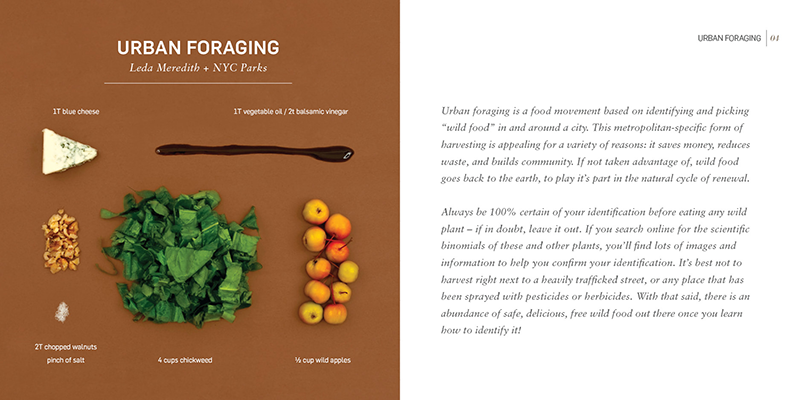 URBAN FORAGING
Leda Meredith + NYC Parks
1T blue cheese
1T vegetable oil / 2t balsamic vinegar
2T chopped walnuts
pinch of salt
4 cups chickweed
½ cup wild apples
URBAN FORAGING 01
Urban foraging is a food movement based on identifying and picking
“wild food” in and around a city. This metropolitan-specific form of
harvesting is appealing for a variety of reasons: it saves money, reduces
waste, and builds community. If not taken advantage of, wild food
goes back to the earth, to play it's part in the natural cycle of renewal.
Always be 100% certain of your identification before eating any wild
plant – if in doubt, leave it out. If you search online for the scientific
binomials of these and other plants, you'll find lots of images and
information to help you confirm your identification. It's best not to
harvest right next to a heavily trafficked street, or any place that has
been sprayed with pesticides or herbicides. With that said, there is an
abundance of safe, delicious, free wild food out there once you learn
how to identify it!